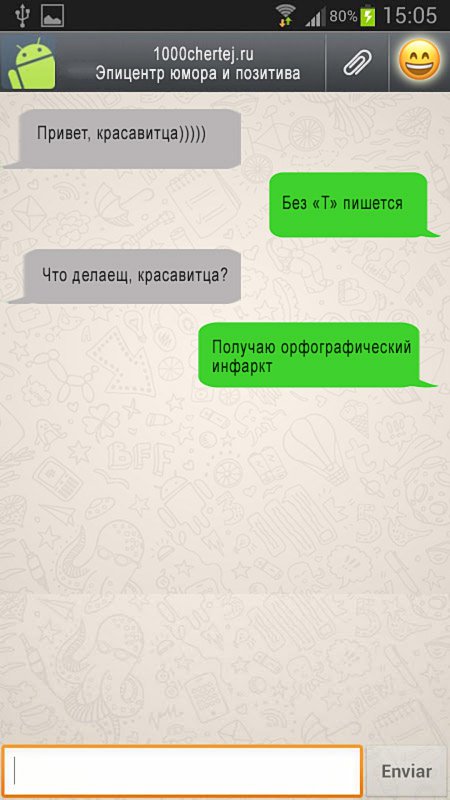 80% 15:05
1000chertej.ru
Эпицентр юмора и позитива
Привет, красавитца)))))
Без «Т» пишется
Что делаещ, красавитца?
Получаю орфографический
инфаркт
BFF
Enviar